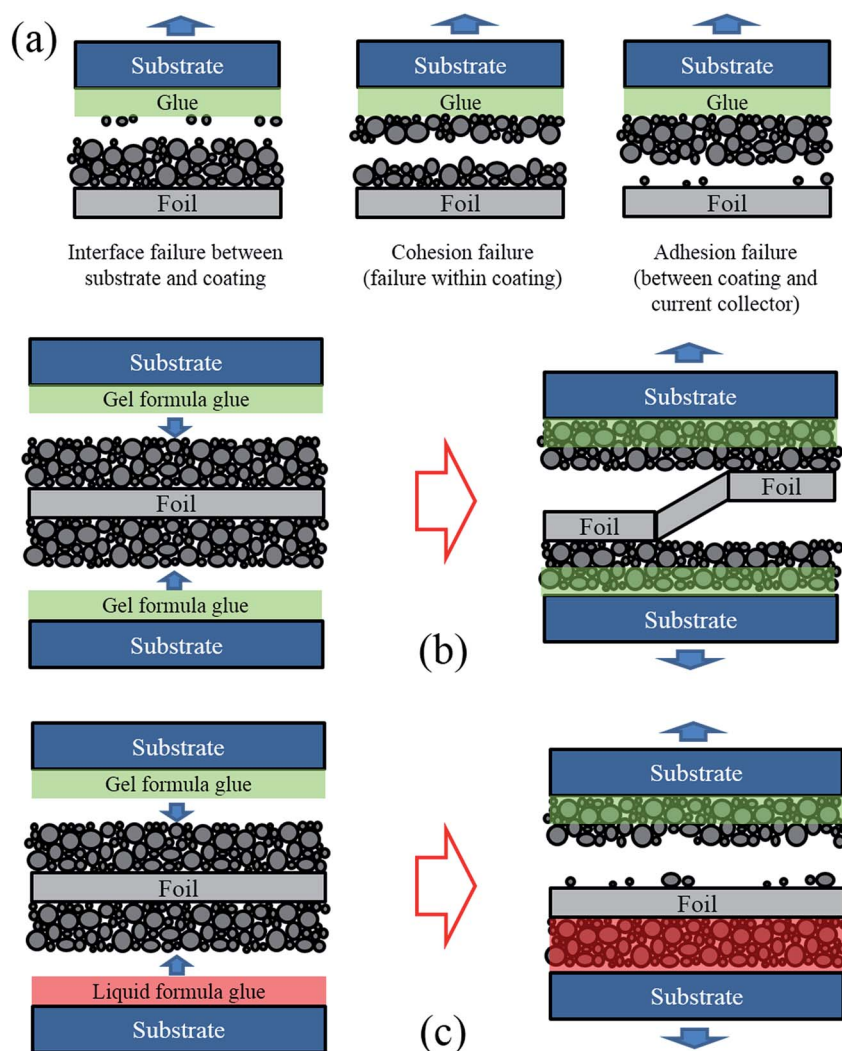 (a)
Substrate
Glue
Foil
Interface failure between
substrate and coating
Substrate
Glue
Foil
Cohesion failure
(failure within coating)
Substrate
Glue
Foil
Adhesion failure
(between coating and
current collector)
Substrate
Gel formula glue
Foil
Gel formula glue
Substrate
Substrate
Foil
Foil
Substrate
(b)
Substrate
Gel formula glue
Foil
Liquid formula glue
Substrate
Substrate
Foil
Substrate
(c)